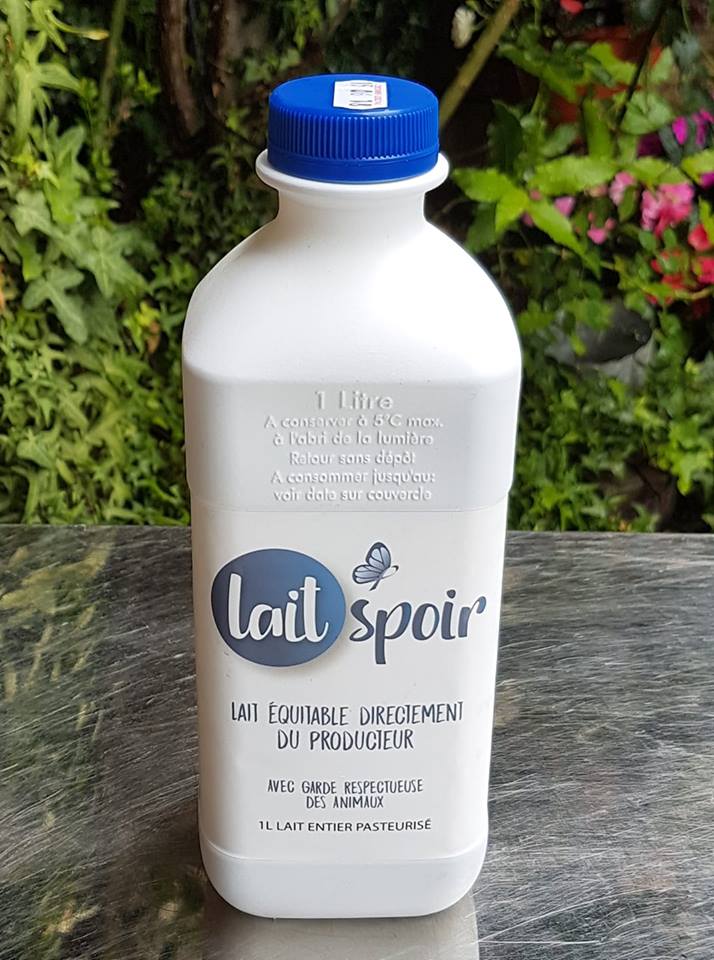 1 Litre
A conserver à 5°C max.
à l'abri de la lumière
Retour sans dépôt
A consommer jusqu'au:
voir date sur couvercle
lait spoir
LAIT ÉQUITABLE DIRECTEMENT
DU PRODUCTEUR
AVEC GARDE RESPECTUEUSE
DES ANIMAUX
1L LAIT ENTIER PASTEURISÉ